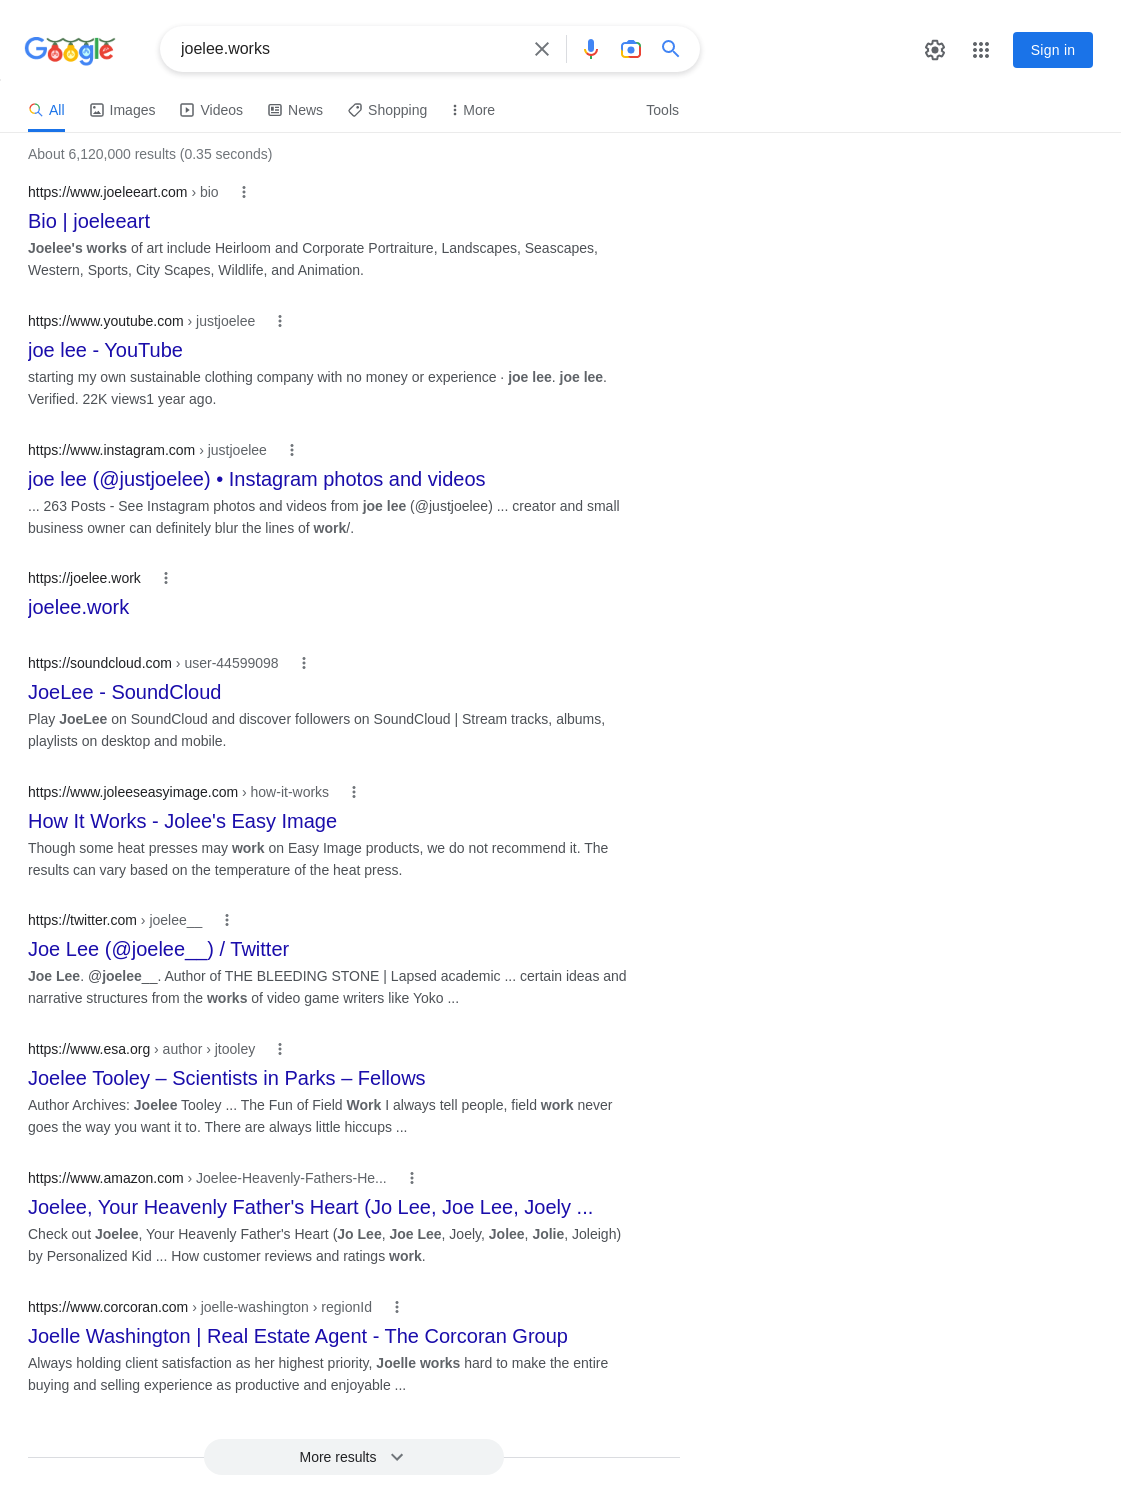 Google
joelee.works
Sign in
All Images Videos News Shopping More Tools
About 6,120,000 results (0.35 seconds)
https://www.joeleeart.com › bio
Bio | joeleeart
Joelee's works of art include Heirloom and Corporate Portraiture, Landscapes, Seascapes,
Western, Sports, City Scapes, Wildlife, and Animation.
https://www.youtube.com › justjoelee
joe lee - YouTube
starting my own sustainable clothing company with no money or experience · joe lee. joe lee.
Verified. 22K views1 year ago.
https://www.instagram.com › justjoelee
joe lee (@justjoelee) • Instagram photos and videos
... 263 Posts - See Instagram photos and videos from joe lee (@justjoelee) ... creator and small
business owner can definitely blur the lines of work/.
https://joelee.work
joelee.work
https://soundcloud.com › user-44599098
JoeLee - SoundCloud
Play JoeLee on SoundCloud and discover followers on SoundCloud | Stream tracks, albums,
playlists on desktop and mobile.
https://www.joleeseasyimage.com › how-it-works
How It Works - Jolee's Easy Image
Though some heat presses may work on Easy Image products, we do not recommend it. The
results can vary based on the temperature of the heat press.
https://twitter.com › joelee__
Joe Lee (@joelee__) / Twitter
Joe Lee. @joelee__. Author of THE BLEEDING STONE | Lapsed academic ... certain ideas and
narrative structures from the works of video game writers like Yoko ...
https://www.esa.org › author › jtooley
Joelee Tooley – Scientists in Parks – Fellows
Author Archives: Joelee Tooley ... The Fun of Field Work I always tell people, field work never
goes the way you want it to. There are always little hiccups ...
https://www.amazon.com › Joelee-Heavenly-Fathers-He...
Joelee, Your Heavenly Father's Heart (Jo Lee, Joe Lee, Joely ...
Check out Joelee, Your Heavenly Father's Heart (Jo Lee, Joe Lee, Joely, Jolee, Jolie, Joleigh)
by Personalized Kid ... How customer reviews and ratings work.
https://www.corcoran.com › joelle-washington › regionId
Joelle Washington | Real Estate Agent - The Corcoran Group
Always holding client satisfaction as her highest priority, Joelle works hard to make the entire
buying and selling experience as productive and enjoyable ...
More results